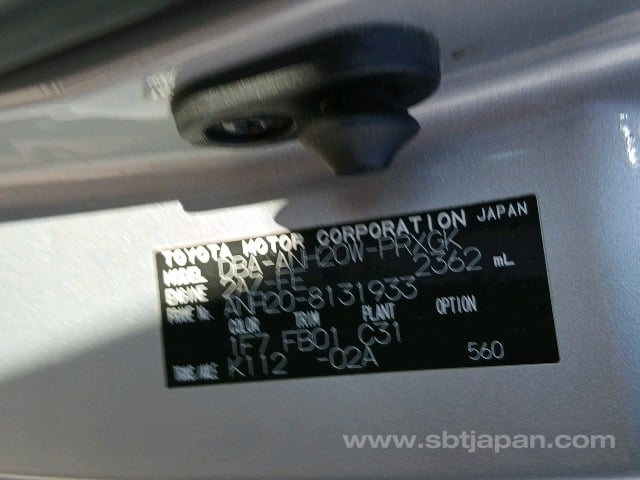 TOYOTA MOTOR CORPORATION JAPAN
MODEL DBA-ANH20W-PRXGK
ENGINE 2AZ-FE 2362 mL
FRAME No. ANH20-8131933
COLOR TRIM PLANT OPTION
1F7 FB01 C31
TRANS./AXLE K112 -02A 560
www.sbtjapan.com